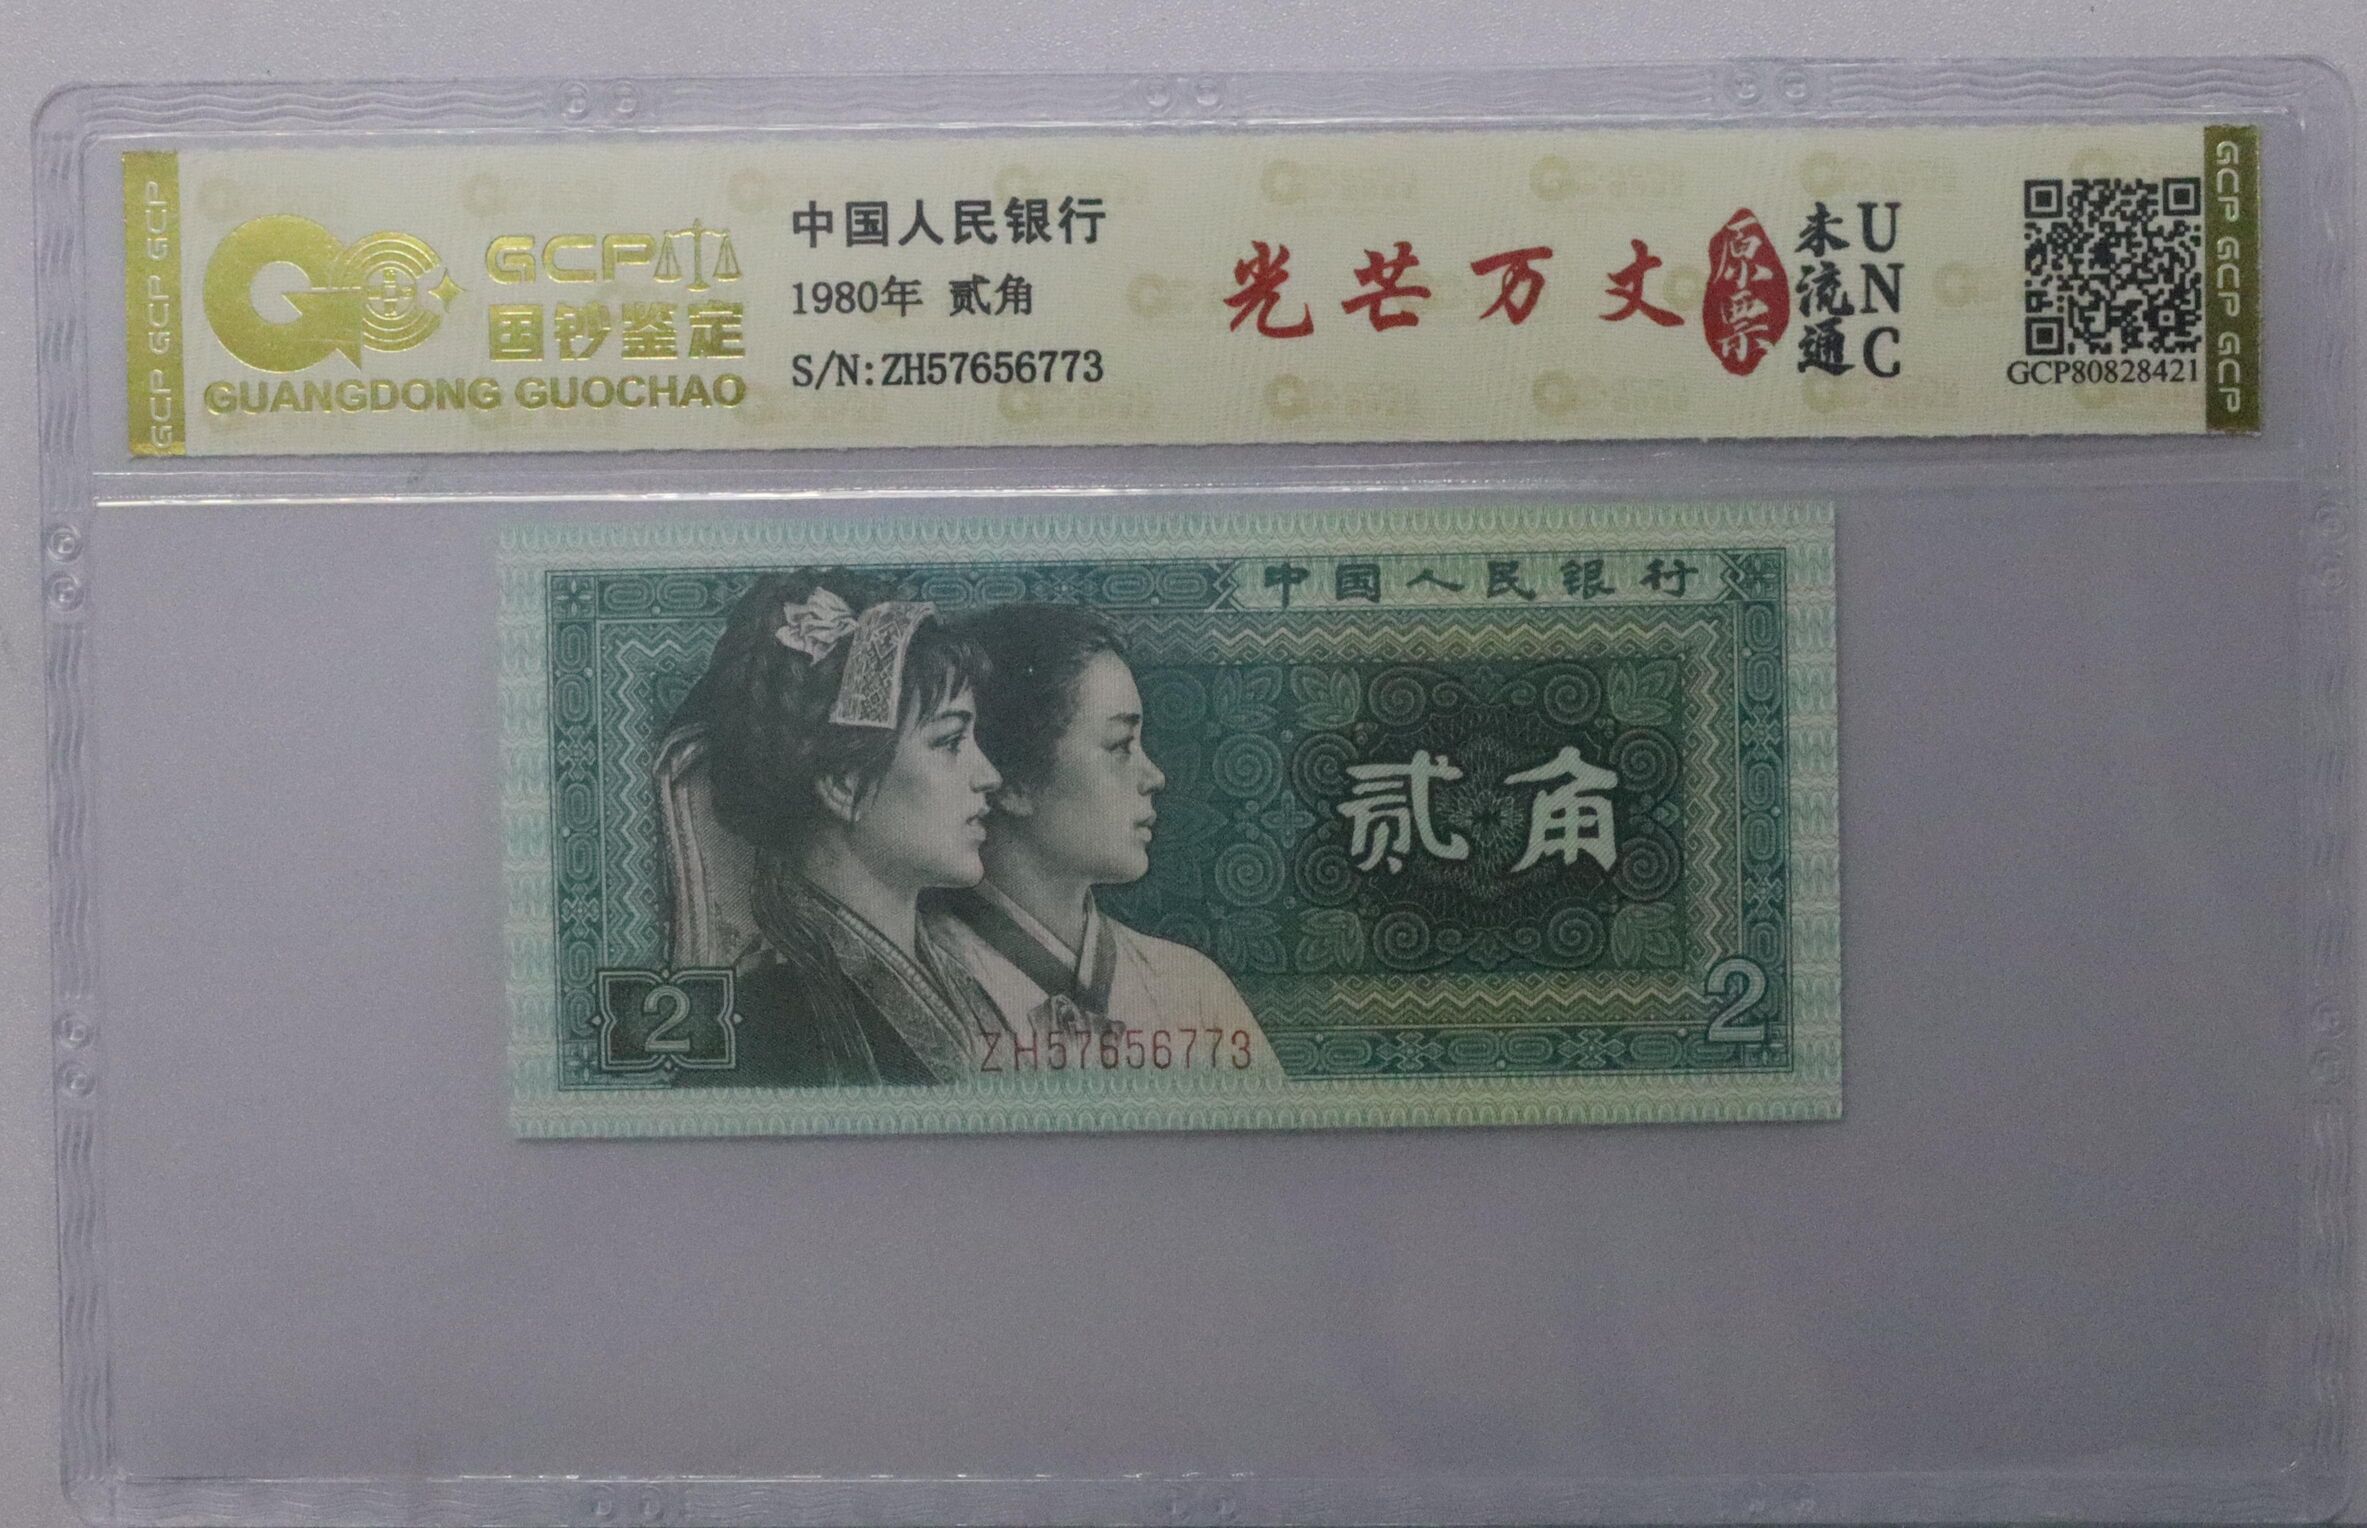 GCP
国钞鉴定
GUANGDONG GUOCHAO
中国人民银行
1980年 贰角
S/N:ZH57656773
光芒万丈
原票
未流通
UNC
GCP80828421
GCP GCP GCP
GCP GCP GCP
中国人民银行
贰角
2
2
ZH57656773